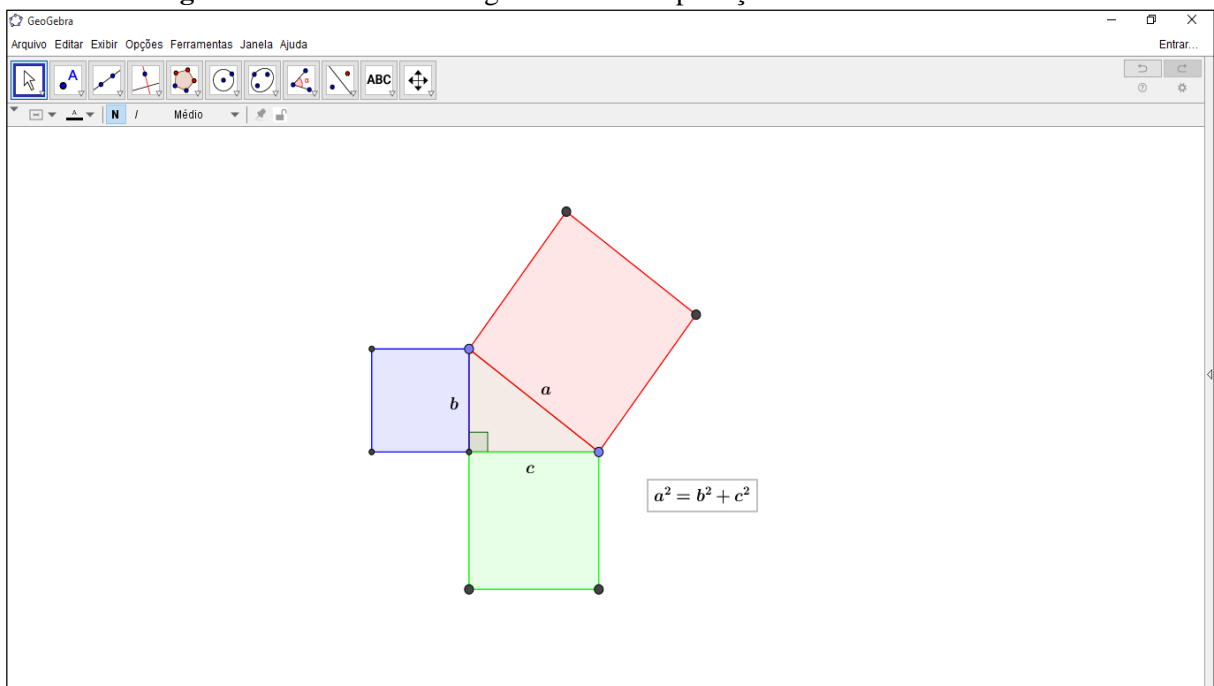 GeoGebra
Arquivo Editar Exibir Opções Ferramentas Janela Ajuda
Entrar...
A
α
ABC
A N I Médio
b
a
c
a² = b² + c²